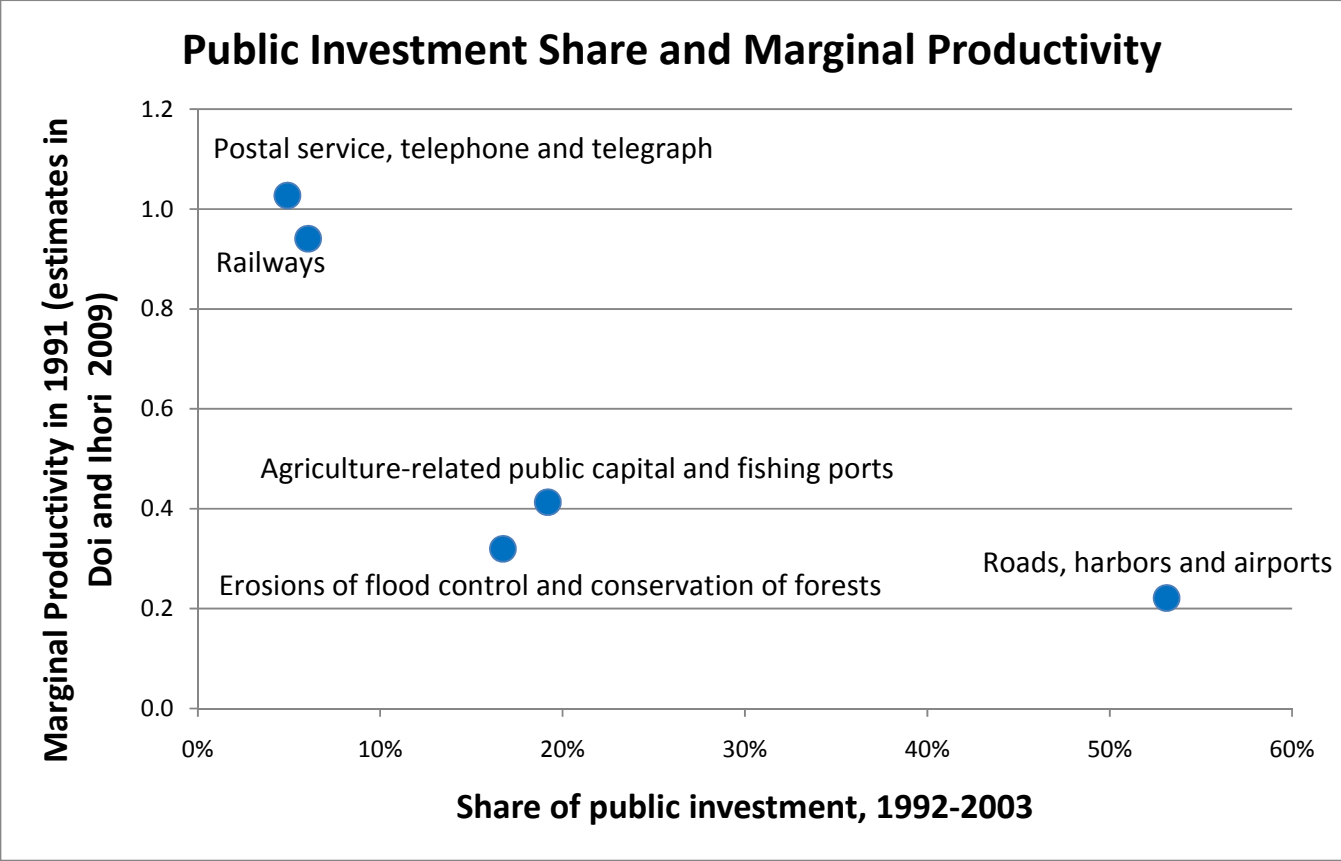 Public Investment Share and Marginal Productivity
Marginal Productivity in 1991 (estimates in
Doi and Ihori  2009)
1.2
1.0
0.8
0.6
0.4
0.2
0.0
Postal service, telephone and telegraph
Railways
Agriculture-related public capital and fishing ports
Erosions of flood control and conservation of forests
Roads, harbors and airports
0% 10% 20% 30% 40% 50% 60%
Share of public investment, 1992-2003